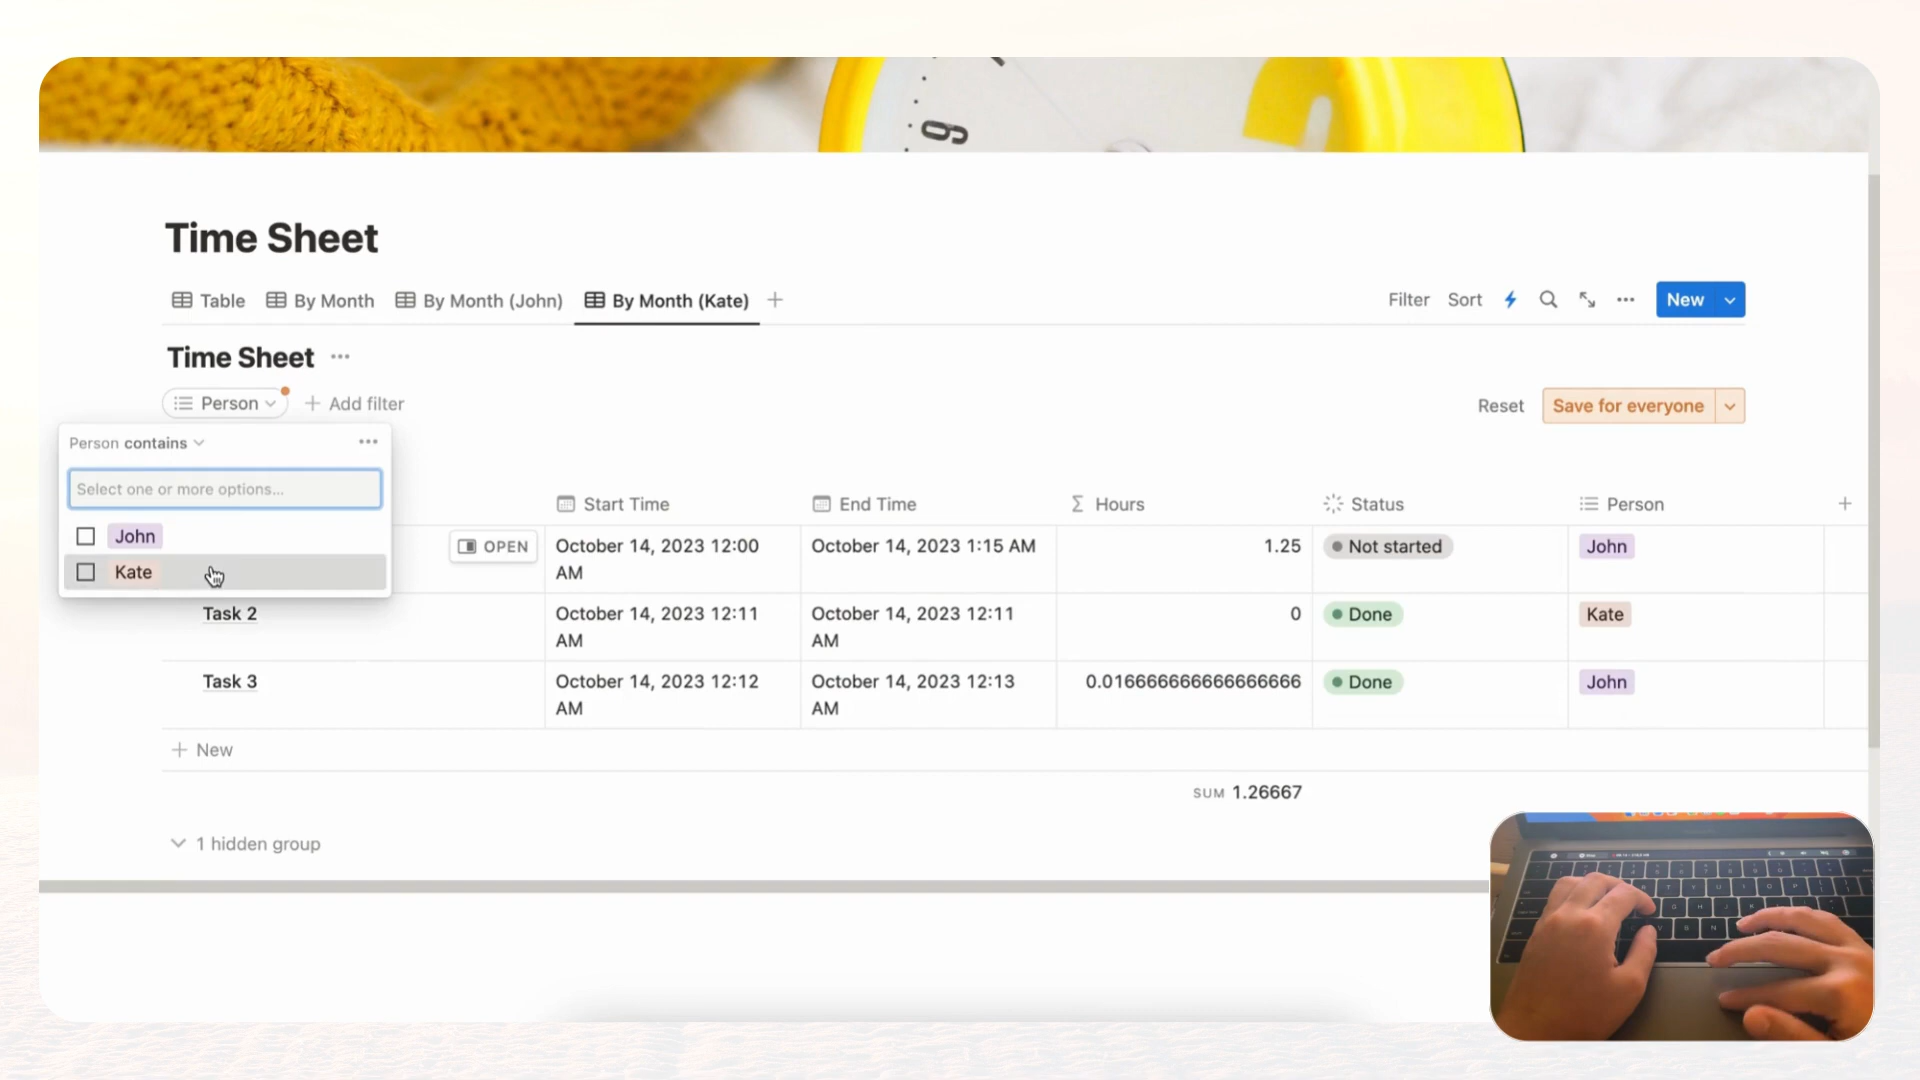 6
Time Sheet
Table By Month By Month (John) By Month (Kate)
Filter Sort New
Time Sheet
Person Add filter
Reset Save for everyone
Person contains
Select one or more options...
John
Kate
Start Time End Time Hours Status Person
OPEN October 14, 2023 12:00 October 14, 2023 1:15 AM 1.25 Not started John
AM
Task 2 October 14, 2023 12:11 October 14, 2023 12:11 0 Done Kate
AM AM
Task 3 October 14, 2023 12:12 October 14, 2023 12:13 0.016666666666666666 Done John
AM AM
New
SUM 1.26667
1 hidden group